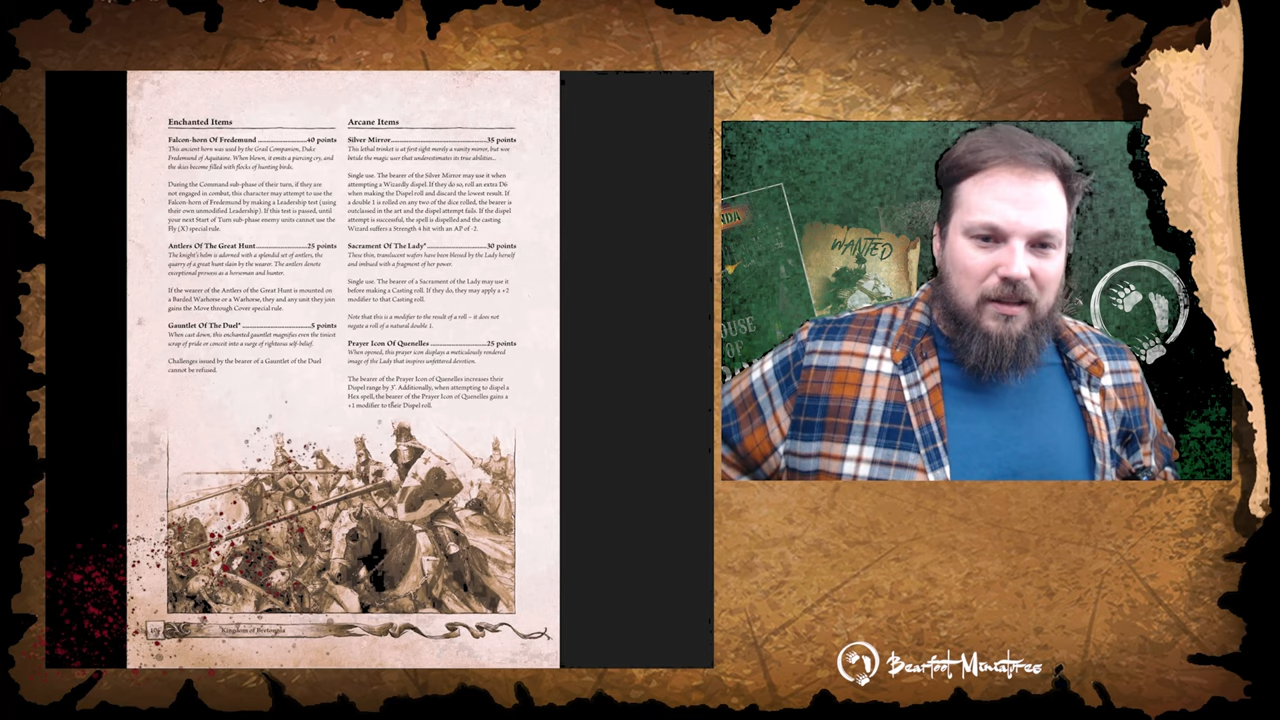 Enchanted Items
Falcon-horn Of Fredemund ....................40 points
This ancient horn was used by the Grail Companion, Duke
Fredemund of Aquitaine. When blown, it emits a piercing cry, and
the skies become filled with flocks of hunting birds.
During the Command sub-phase of their turn, if they are
not engaged in combat, this character may attempt to use the
Falcon-horn of Fredemund by making a Leadership test (using
their own unmodified Leadership). If this test is passed, until
your next Start of Turn sub-phase enemy units cannot use the
Fly (X) special rule.
Antlers Of The Great Hunt................................25 points
The knight's helm is adorned with a splendid set of antlers, the
quarry of a great hunt slain by the wearer. The antlers denote
exceptional prowess as a horseman and hunter.
If the wearer of the Antlers of the Great Hunt is mounted on
a Barded Warhorse or a Warhorse, they and any unit they join
gains the Move through Cover special rule.
Gauntlet Of The Duel* ..........................5 points
When cast down, this enchanted gauntlet magnifies even the tiniest
scrap of pride or conceit into a surge of righteous self-belief.
Challenges issued by the bearer of a Gauntlet of the Duel
cannot be refused.
Arcane Items
Silver Mirror......................................35 points
This lethal trinket is at first sight merely a vanity mirror, but woe
betide the magic user that underestimates its true abilities...
Single use. The bearer of the Silver Mirror may use it when
attempting a Wizardly dispel. If they do so, roll an extra D6
when making the Dispel roll and discard the lowest result. If
a double 1 is rolled on any two of the dice rolled, the bearer is
outclassed in the art and the dispel attempt fails. If the dispel
attempt is successful, the spell is dispelled and the casting
Wizard suffers a Strength 4 hit with an AP of -2.
Sacrament Of The Lady*..........................30 points
These thin, translucent wafers have been blessed by the Lady herself
and imbued with a fragment of her power.
Single use. The bearer of a Sacrament of the Lady may use it
before making a Casting roll. If they do, they may apply a +2
modifier to that Casting roll.
Note that this is a modifier to the result of a roll – it does not
negate a roll of a natural double 1.
Prayer Icon Of Quenelles ......................25 points
When opened, this prayer icon displays a meticulously rendered
image of the Lady that inspires unfettered devotion.
The bearer of the Prayer Icon of Quenelles increases their
Dispel range by 3". Additionally, when attempting to dispel a
Hex spell, the bearer of the Prayer Icon of Quenelles gains a
+1 modifier to their Dispel roll.
Kingdom of Bretonnia
WANTED
OUSE
OF
Bearfoot Miniatures